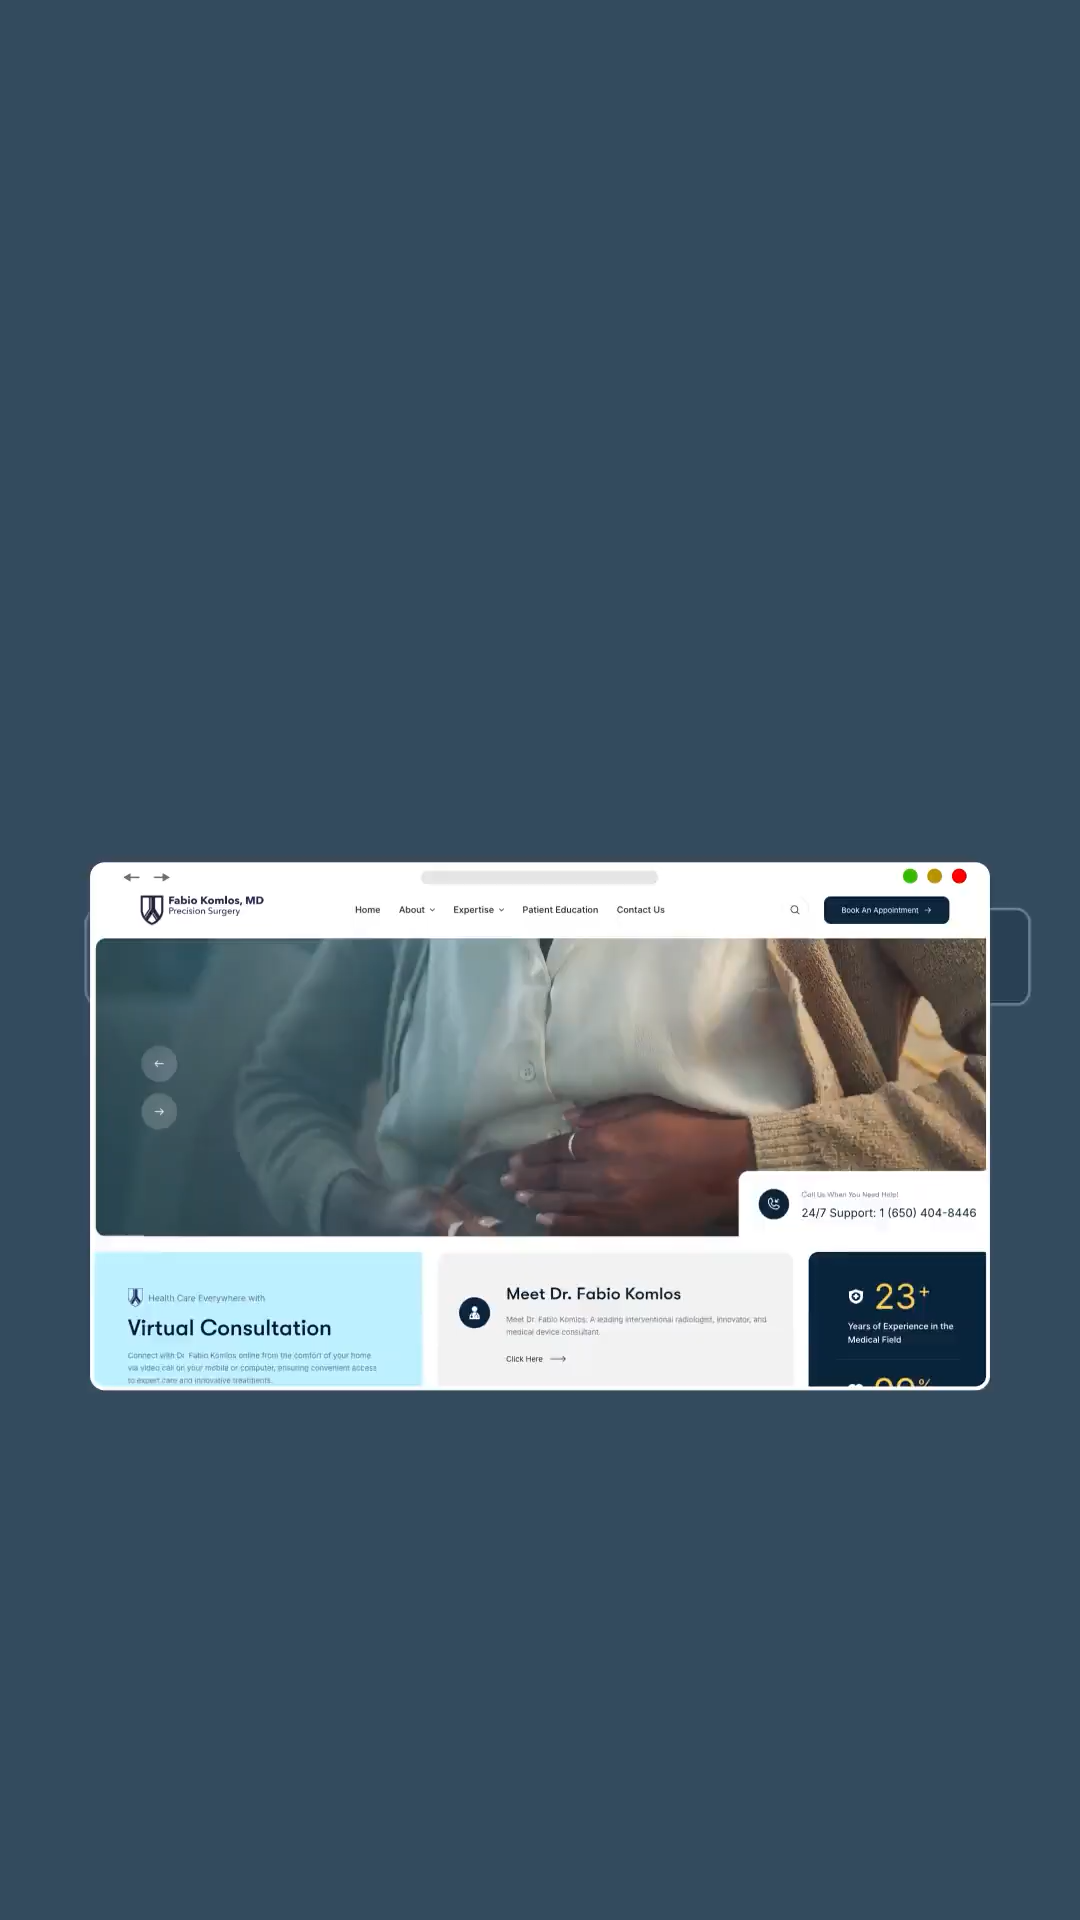 Fabio Komlos, MD
Precision Surgery
Home
About
Expertise
Patient Education
Contact Us
Book An Appointment
Call Us When You Need Help!
24/7 Support: 1 (650) 404-8446
Health Care Everywhere with
Virtual Consultation
Connect with Dr. Fabio Komlos online from the comfort of your home
via video call on your mobile or computer, ensuring convenient access
to expert care and innovative treatments.
Meet Dr. Fabio Komlos
Meet Dr. Fabio Komlos: A leading interventional radiologist, innovator, and
medical device consultant.
Click Here
23+
Years of Experience in the
Medical Field